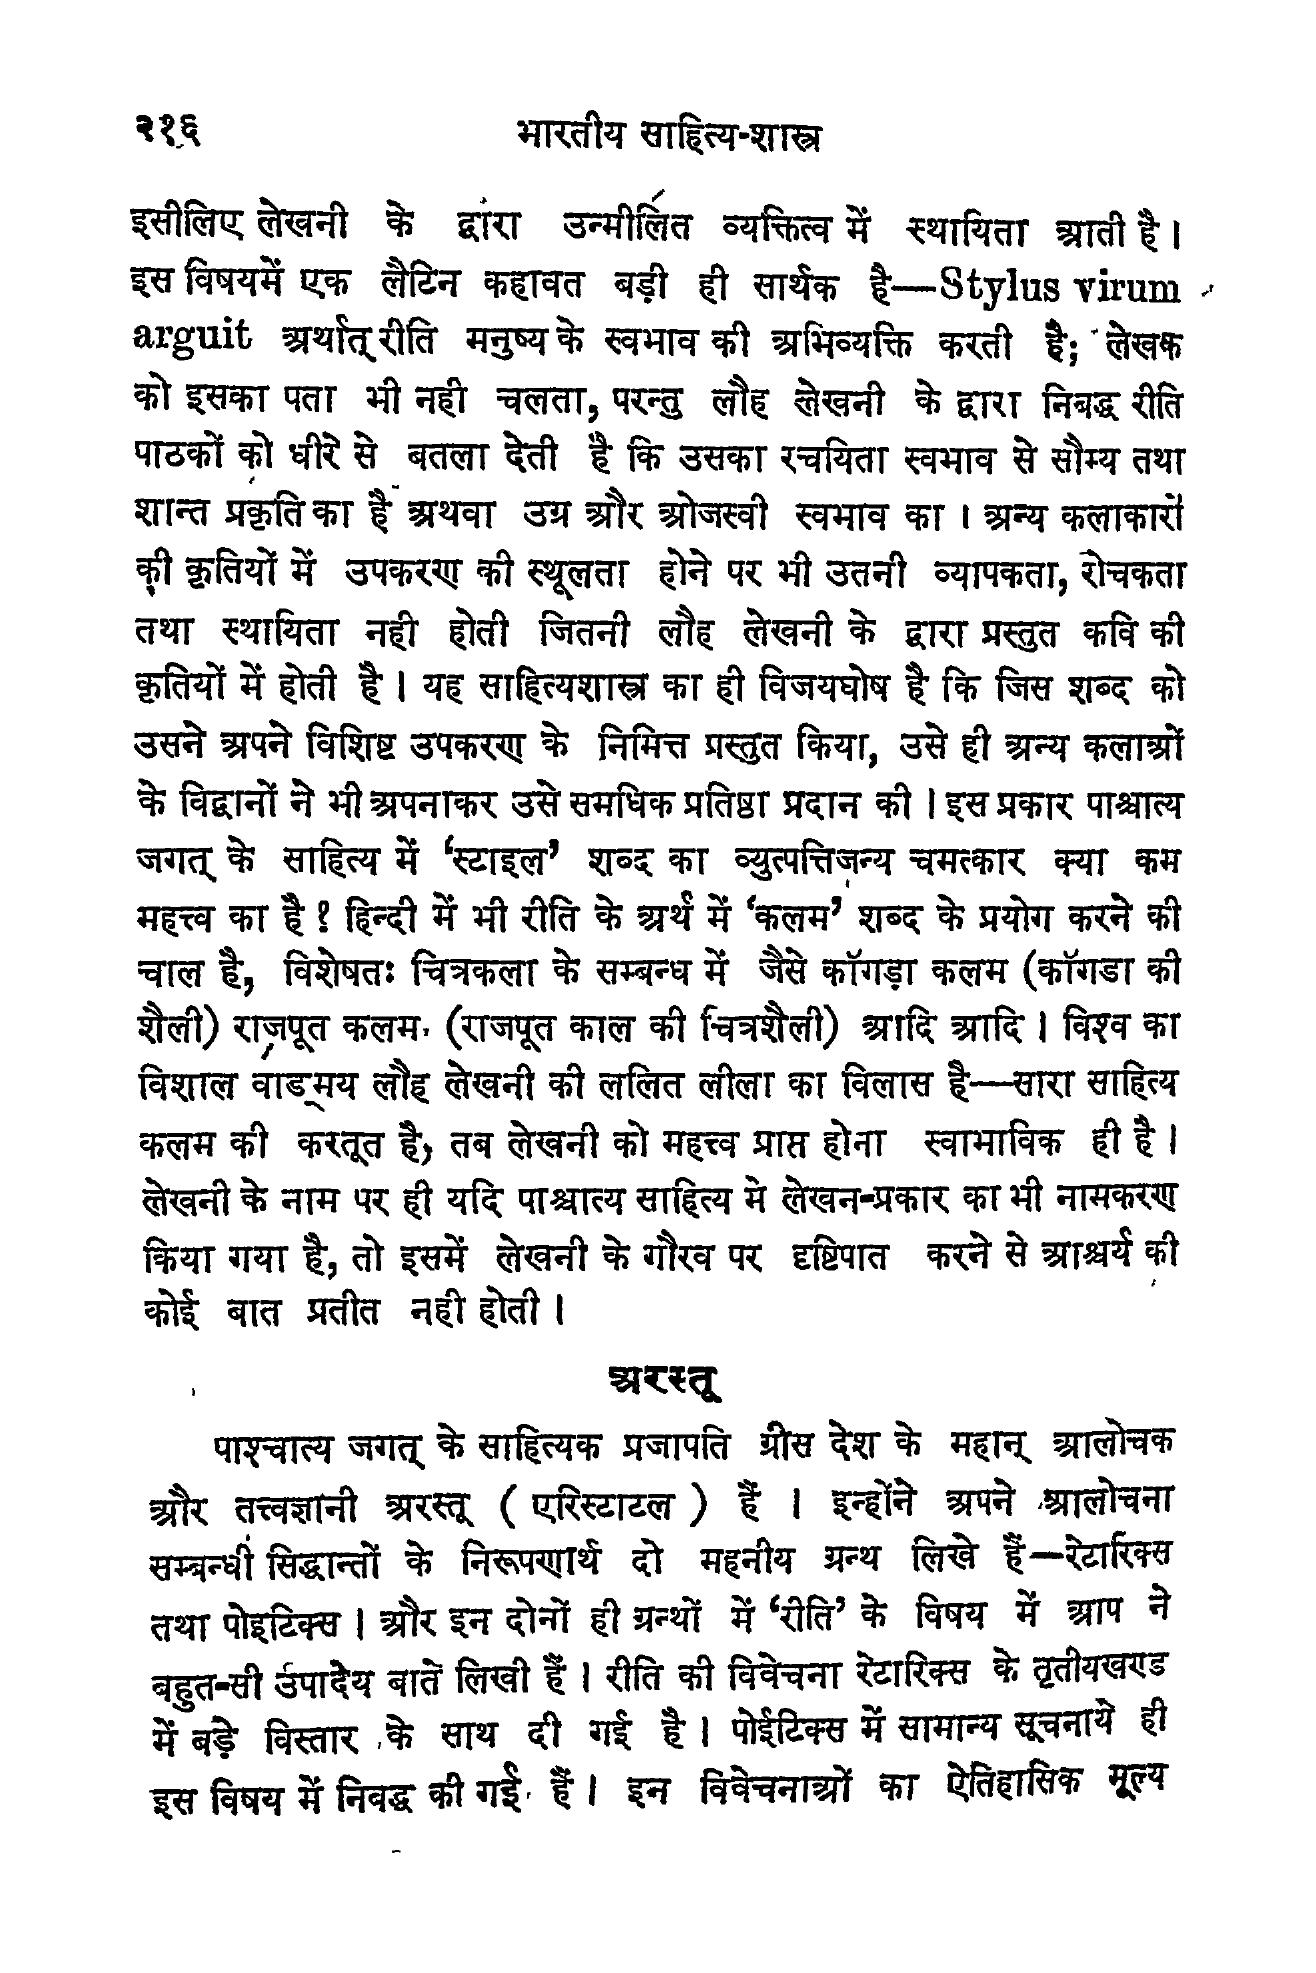 २१६ भारतीय साहित्य-शास्त्र
इसीलिए लेखनी के द्वारा उन्मीलित व्यक्तित्व में स्थायिता आती है।
इस विषयमें एक लैटिन कहावत बड़ी ही सार्थक है—Stylus virum
arguit अर्थात् रीति मनुष्य के स्वभाव की अभिव्यक्ति करती है; लेखक
को इसका पता भी नही चलता, परन्तु लौह लेखनी के द्वारा निबद्ध रीति
पाठकों को धीरे से बतला देती है कि उसका रचयिता स्वभाव से सौम्य तथा
शान्त प्रकृति का है अथवा उग्र और ओजस्वी स्वभाव का। अन्य कलाकारों
की कृतियों में उपकरण की स्थूलता होने पर भी उतनी व्यापकता, रोचकता
तथा स्थायिता नही होती जितनी लौह लेखनी के द्वारा प्रस्तुत कवि की
कृतियों में होती है। यह साहित्यशास्त्र का ही विजयघोष है कि जिस शब्द को
उसने अपने विशिष्ट उपकरण के निमित्त प्रस्तुत किया, उसे ही अन्य कलाओं
के विद्वानों ने भी अपनाकर उसे समधिक प्रतिष्ठा प्रदान की। इस प्रकार पाश्चात्य
जगत् के साहित्य में ‘स्टाइल’ शब्द का व्युत्पत्तिजन्य चमत्कार क्या कम
महत्त्व का है? हिन्दी में भी रीति के अर्थ में ‘कलम’ शब्द के प्रयोग करने की
चाल है, विशेषतः चित्रकला के सम्बन्ध में जैसे कॉगड़ा कलम (कॉगडा की
शैली) राजपूत कलम (राजपूत काल की चित्रशैली) आदि आदि। विश्व का
विशाल वाङ्मय लौह लेखनी की ललित लीला का विलास है—सारा साहित्य
कलम की करतूत है, तब लेखनी को महत्त्व प्राप्त होना स्वाभाविक ही है।
लेखनी के नाम पर ही यदि पाश्चात्य साहित्य मे लेखन-प्रकार का भी नामकरण
किया गया है, तो इसमें लेखनी के गौरव पर दृष्टिपात करने से आश्चर्य की
कोई बात प्रतीत नही होती।
अरस्तू
पाश्चात्य जगत् के साहित्यिक प्रजापति ग्रीस देश के महान् आलोचक
और तत्त्वज्ञानी अरस्तू ( एरिस्टाटल ) हैं । इन्होंने अपने आलोचना
सम्बन्धी सिद्धान्तों के निरूपणार्थ दो महनीय ग्रन्थ लिखे हैं—रेटारिक्स
तथा पोइटिक्स। और इन दोनों ही ग्रन्थों में ‘रीति’ के विषय में आप ने
बहुत-सी उपादेय बातें लिखी हैं। रीति की विवेचना रेटारिक्स के तृतीयखण्ड
में बड़े विस्तार के साथ दी गई है। पोईटिक्स में सामान्य सूचनाये ही
इस विषय में निबद्ध की गई हैं। इन विवेचनाओं का ऐतिहासिक मूल्य